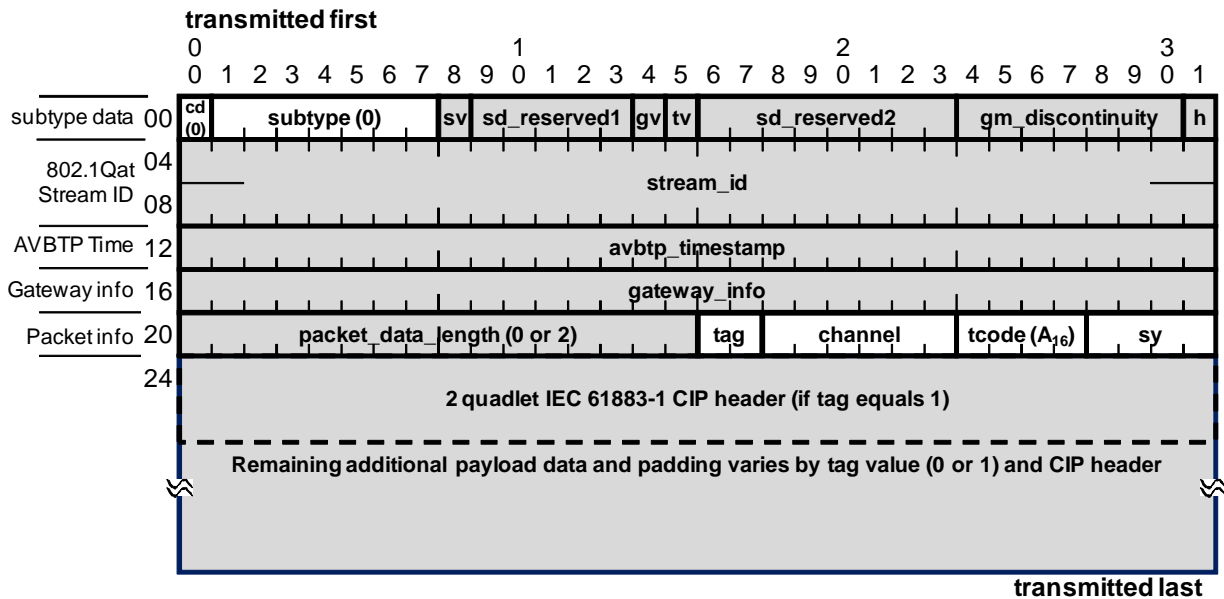 transmitted first
0 1 2 3
0 1 2 3 4 5 6 7 8 9 0 1 2 3 4 5 6 7 8 9 0 1 2 3 4 5 6 7 8 9 0 1
subtype data 00 cd (0) subtype (0) sv sd_reserved1 gv tv sd_reserved2 gm_discontinuity h
802.1Qat Stream ID 04 08 stream_id
AVBTP Time 12 avbtp_timestamp
Gateway info 16 gateway_info
Packet info 20 packet_data_length (0 or 2) tag channel tcode (A₁₆) sy
24
2 quadlet IEC 61883-1 CIP header (if tag equals 1)
Remaining additional payload data and padding varies by tag value (0 or 1) and CIP header
transmitted last